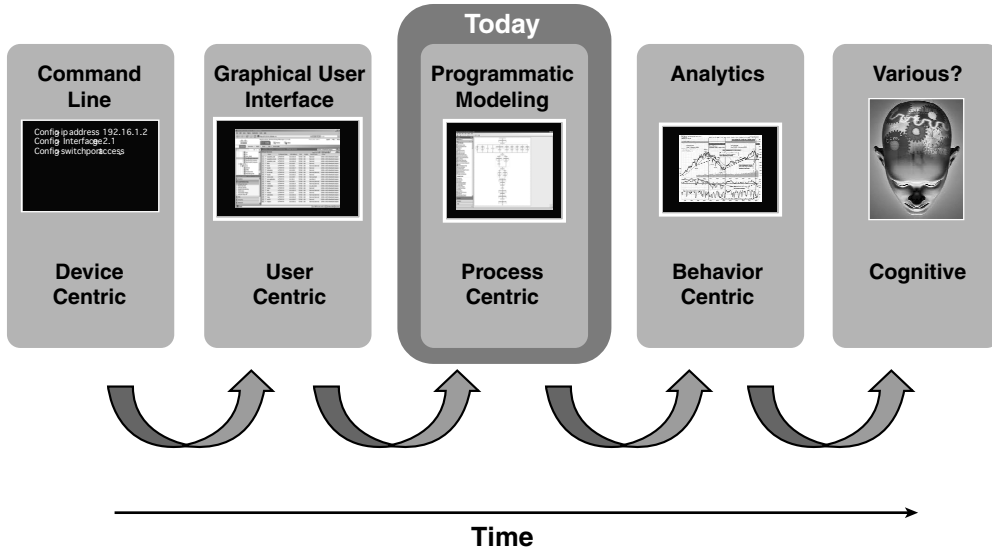 Today
Command
Line
Config ip address 192.16.1.2
Config Interface ge2.1
Config switchport access
Device
Centric
Graphical User
Interface
User
Centric
Programmatic
Modeling
Process
Centric
Analytics
Behavior
Centric
Various?
Cognitive
Time